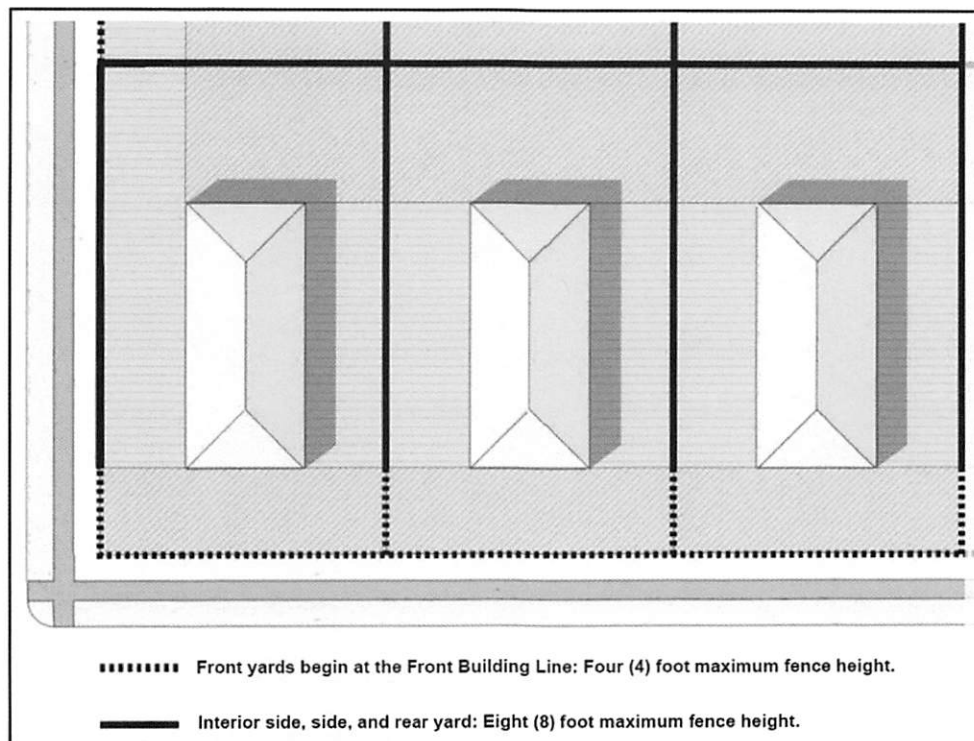 Front yards begin at the Front Building Line: Four (4) foot maximum fence height.
Interior side, side, and rear yard: Eight (8) foot maximum fence height.